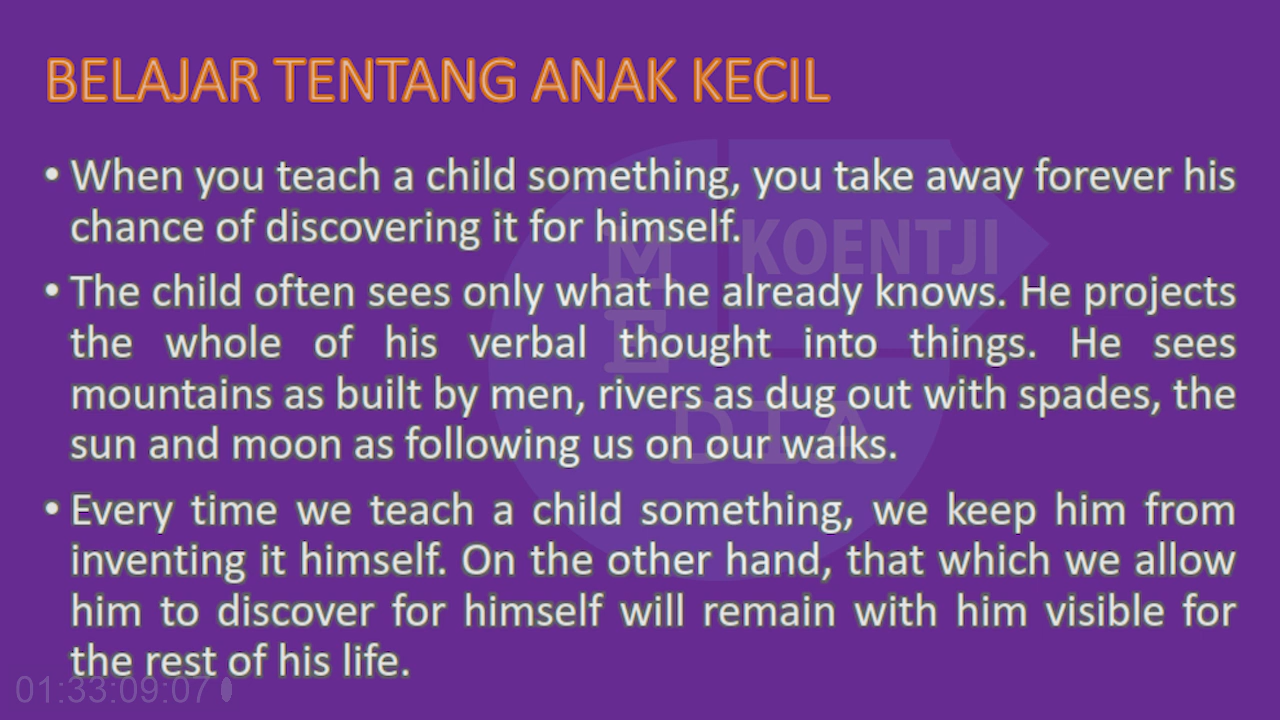 BELAJAR TENTANG ANAK KECIL
• When you teach a child something, you take away forever his
chance of discovering it for himself.
• The child often sees only what he already knows. He projects
the whole of his verbal thought into things. He sees
mountains as built by men, rivers as dug out with spades, the
sun and moon as following us on our walks.
• Every time we teach a child something, we keep him from
inventing it himself. On the other hand, that which we allow
him to discover for himself will remain with him visible for
the rest of his life.
KOENTJI
M
E
DIA
01:33:09:07